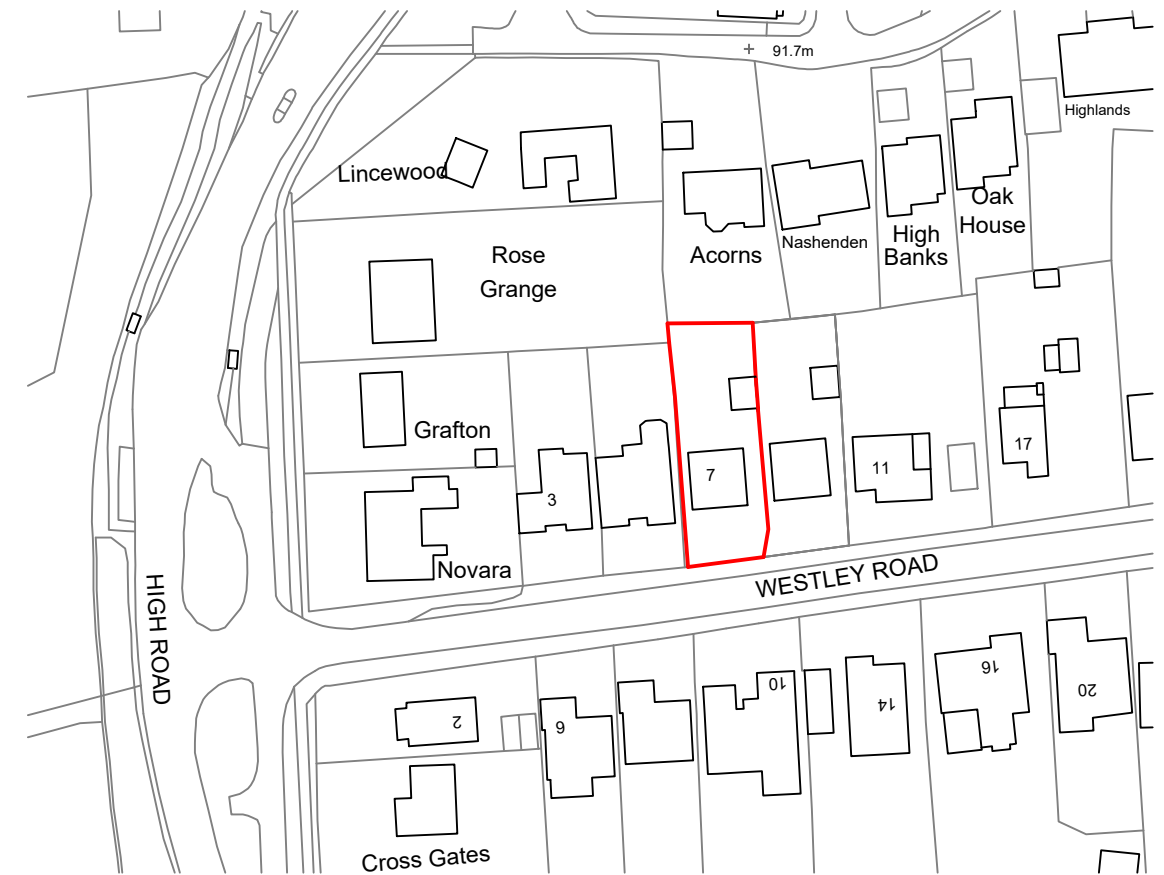 91.7m
Highlands
Lincewood
Oak
House
Rose
Grange
Acorns
Nashenden
High
Banks
Grafton
3
7
11
17
Novara
WESTLEY ROAD
HIGH ROAD
2
6
10
14
16
20
Cross Gates